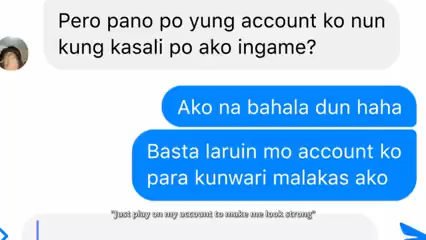 Pero pano po yung account ko nun
kung kasali po ako ingame?
Ako na bahala dun haha
Basta laruin mo account ko
para kunwari malakas ako
"Just play on my account to make me look strong"